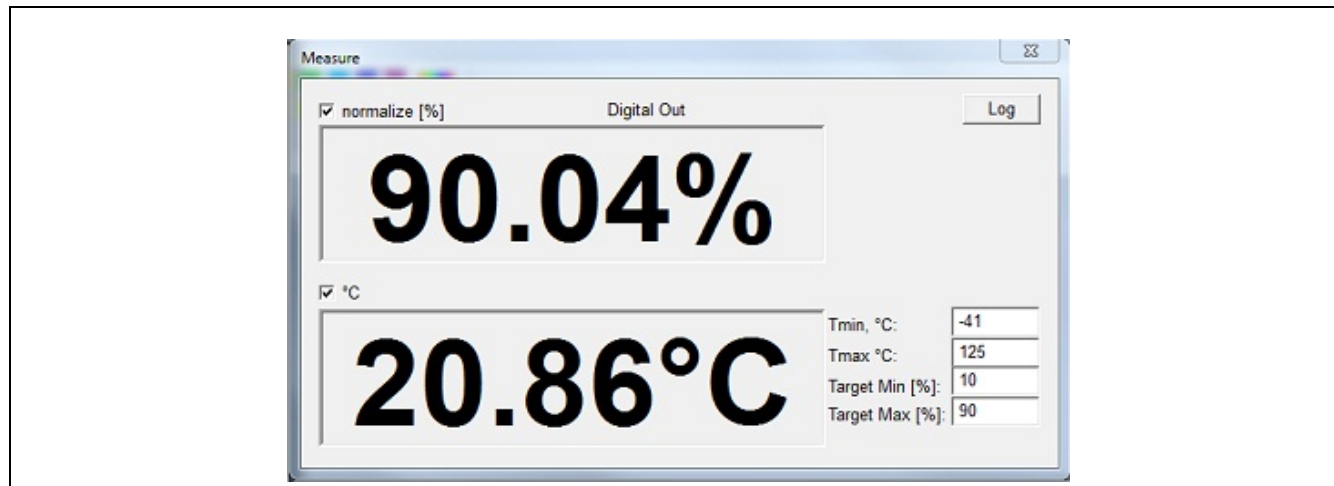 Measure
normalize [%] Digital Out Log
90.04%
°C
20.86°C
Tmin, °C: -41
Tmax °C: 125
Target Min [%]: 10
Target Max [%]: 90